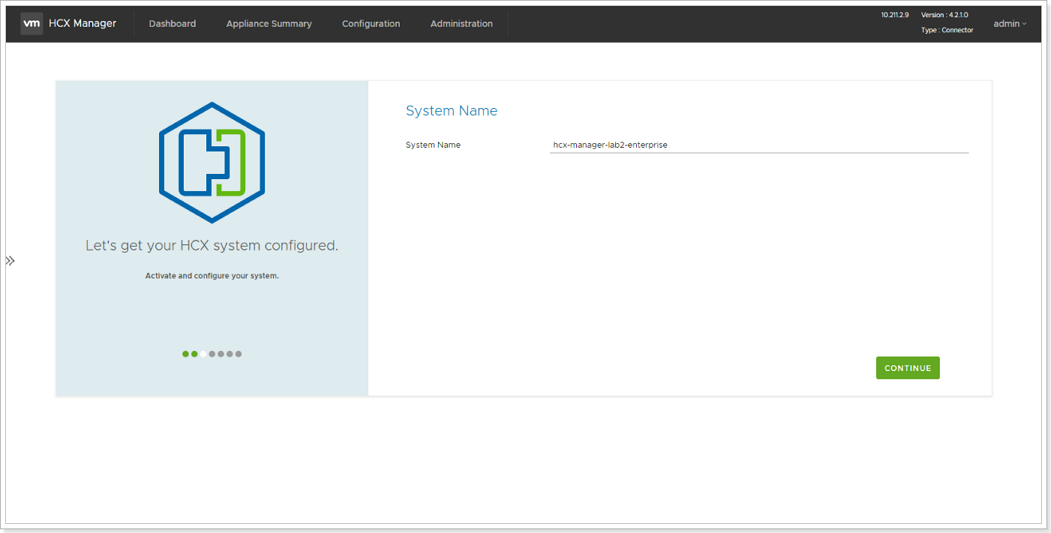 vm HCX Manager Dashboard Appliance Summary Configuration Administration 10.211.2.9 Version : 4.2.1.0 admin
Type : Connector
System Name
System Name hcx-manager-lab2-enterprise
Let's get your HCX system configured.
Activate and configure your system.
CONTINUE